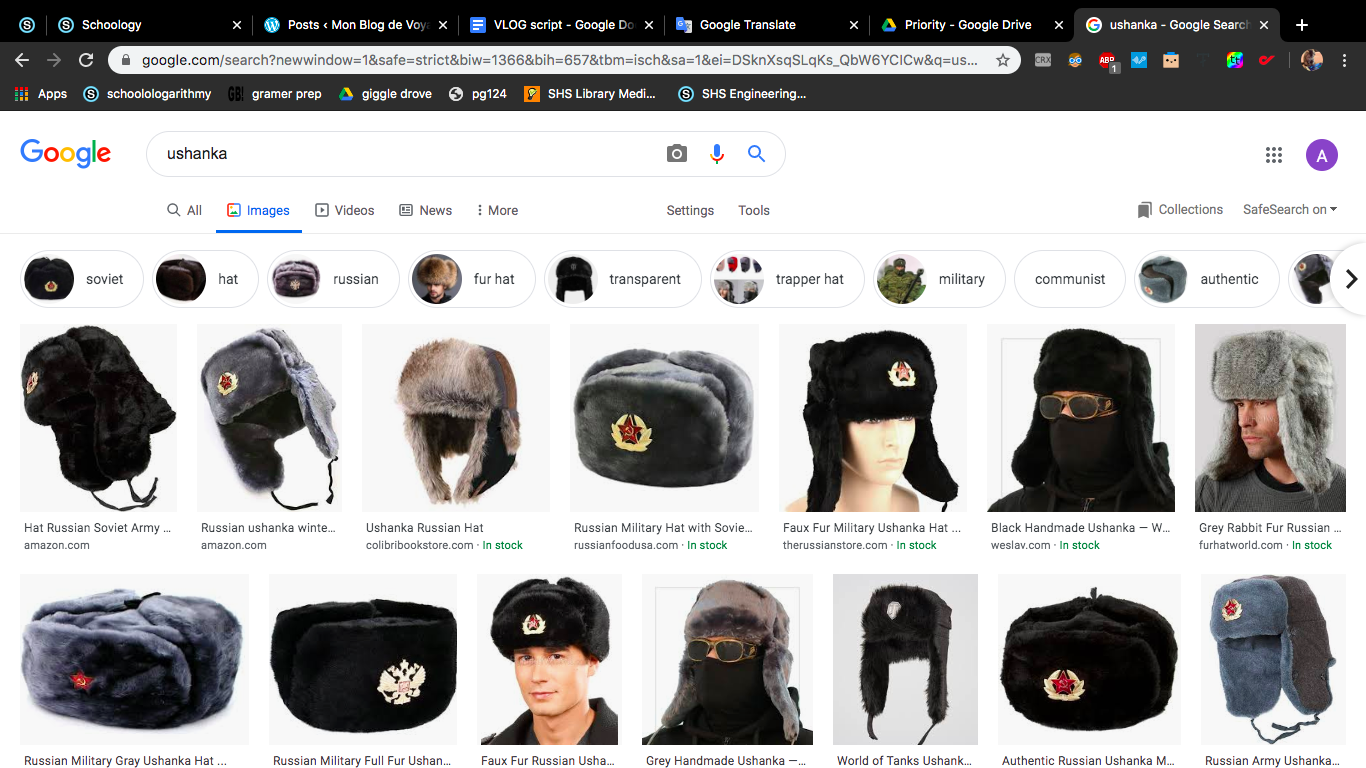 Schoology
Posts ‹ Mon Blog de Voya
VLOG script - Google Do
Google Translate
Priority - Google Drive
ushanka - Google Search
google.com/search?newwindow=1&safe=strict&biw=1366&bih=657&tbm=isch&sa=1&ei=DSknXsqSLqKs_QbW6YCICw&q=us...
CRX
ABP
1
Apps
schoolologarithmy
GB!
gramer prep
giggle drove
pg124
SHS Library Medi...
SHS Engineering...
Google
ushanka
A
All
Images
Videos
News
More
Settings
Tools
Collections
SafeSearch on
soviet
hat
russian
fur hat
transparent
trapper hat
military
communist
authentic
Hat Russian Soviet Army ...
amazon.com
Russian ushanka winte...
amazon.com
Ushanka Russian Hat
colibribookstore.com · In stock
Russian Military Hat with Sovie...
russianfoodusa.com · In stock
Faux Fur Military Ushanka Hat ...
therussianstore.com · In stock
Black Handmade Ushanka — W...
weslav.com · In stock
Grey Rabbit Fur Russian ...
furhatworld.com · In stock
Russian Military Gray Ushanka Hat ...
Russian Military Full Fur Ushan...
Faux Fur Russian Usha...
Grey Handmade Ushanka —...
World of Tanks Ushank...
Authentic Russian Ushanka M...
Russian Army Ushanka...